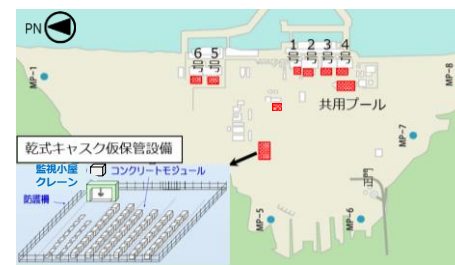 PN
6 5
号 号
1 2 3 4
号 号 号 号
MP-1
MP-8
共用プール
MP-7
乾式キャスク仮保管設備
監視小屋
クレーン
コンクリートモジュール
防護柵
正門
MP-5
MP-6